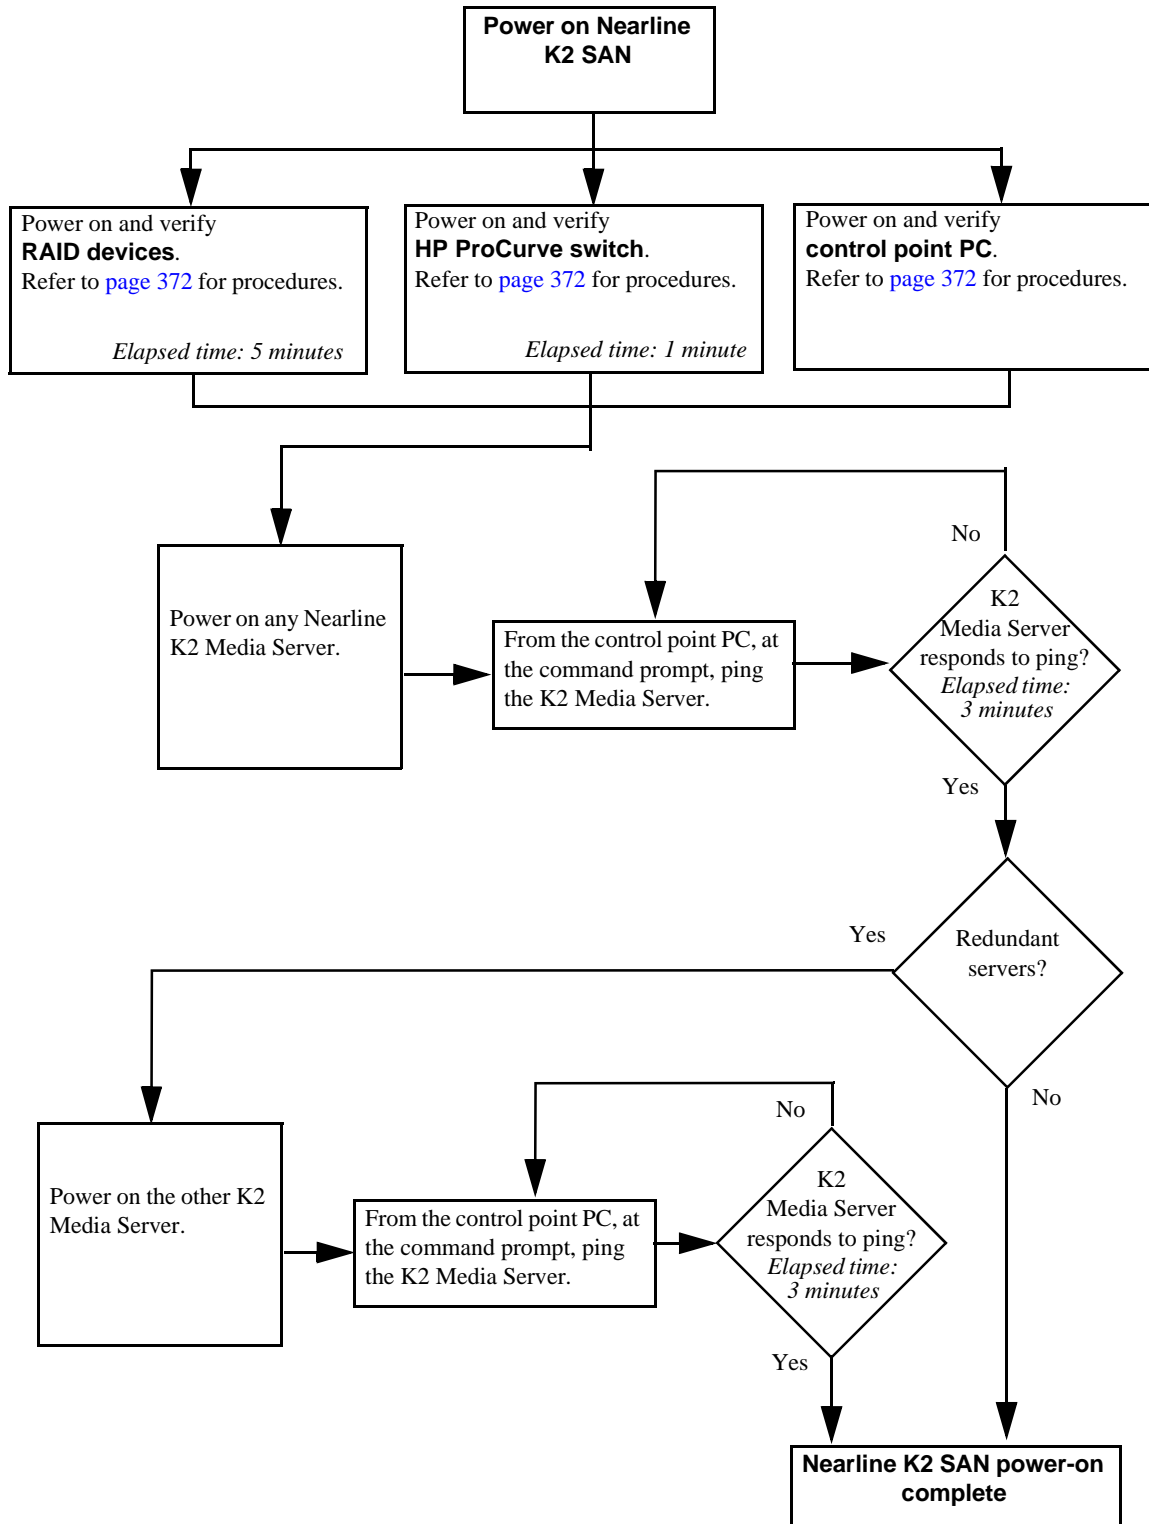 Power on Nearline
K2 SAN
Power on and verify
RAID devices.
Refer to page 372 for procedures.
Elapsed time: 5 minutes
Power on and verify
HP ProCurve switch.
Refer to page 372 for procedures.
Elapsed time: 1 minute
Power on and verify
control point PC.
Refer to page 372 for procedures.
Power on any Nearline
K2 Media Server.
From the control point PC, at
the command prompt, ping
the K2 Media Server.
No
K2
Media Server
responds to ping?
Elapsed time:
3 minutes
Yes
Redundant
servers?
Yes
No
Power on the other K2
Media Server.
From the control point PC, at
the command prompt, ping
the K2 Media Server.
No
K2
Media Server
responds to ping?
Elapsed time:
3 minutes
Yes
Nearline K2 SAN power-on
complete